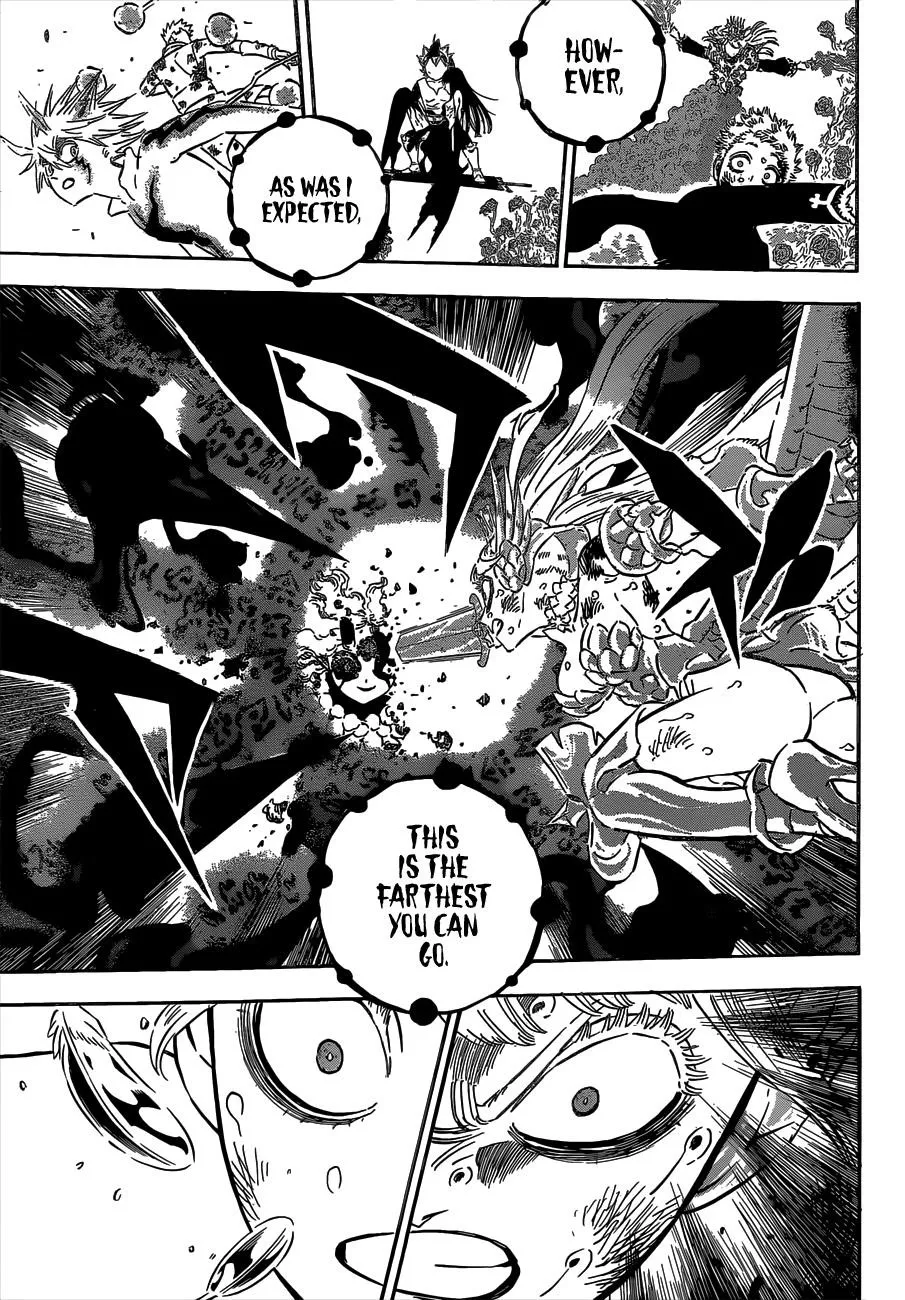 HOW-
EVER,
AS WAS I
EXPECTED,
THIS
IS THE
FARTHEST
YOU CAN
GO.